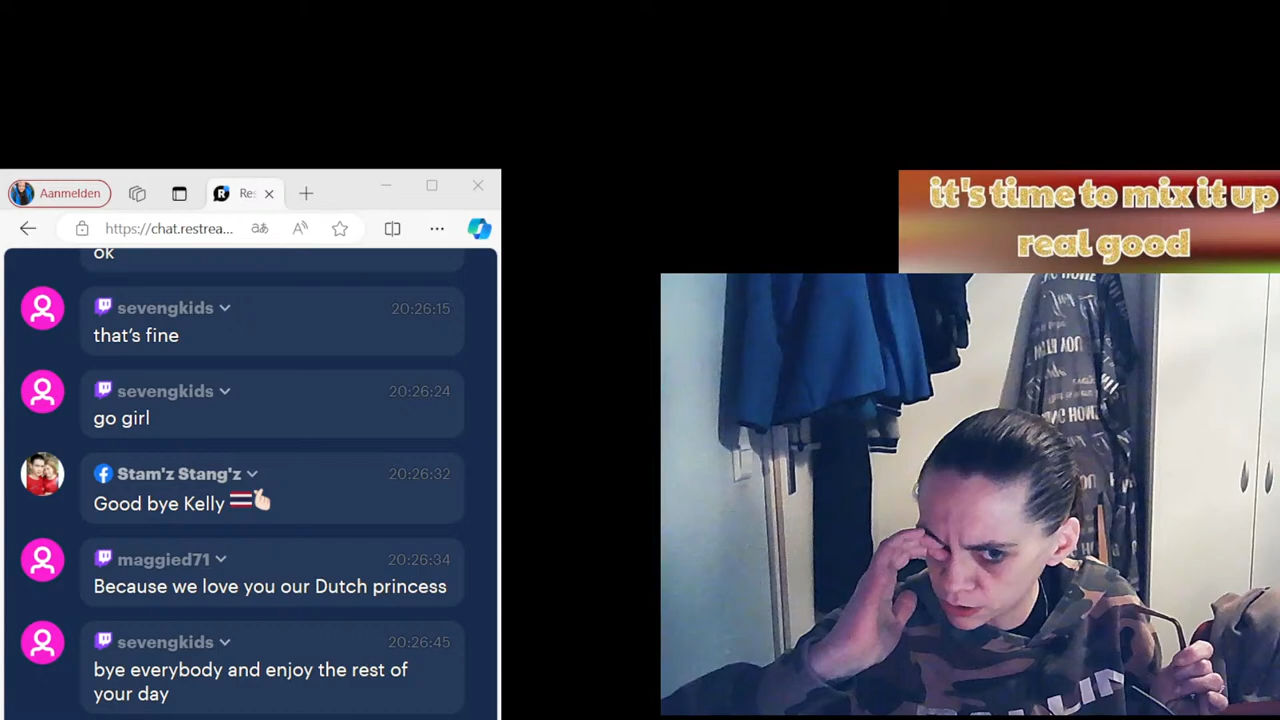 Aanmelden
Res
https://chat.restrea...
ok
sevengkids
20:26:15
that's fine
sevengkids
20:26:24
go girl
Stam'z Stang'z
20:26:32
Good bye Kelly 🇹🇭🫰🏻
maggied71
20:26:34
Because we love you our Dutch princess
sevengkids
20:26:45
bye everybody and enjoy the rest of
your day
it's time to mix it up
real good